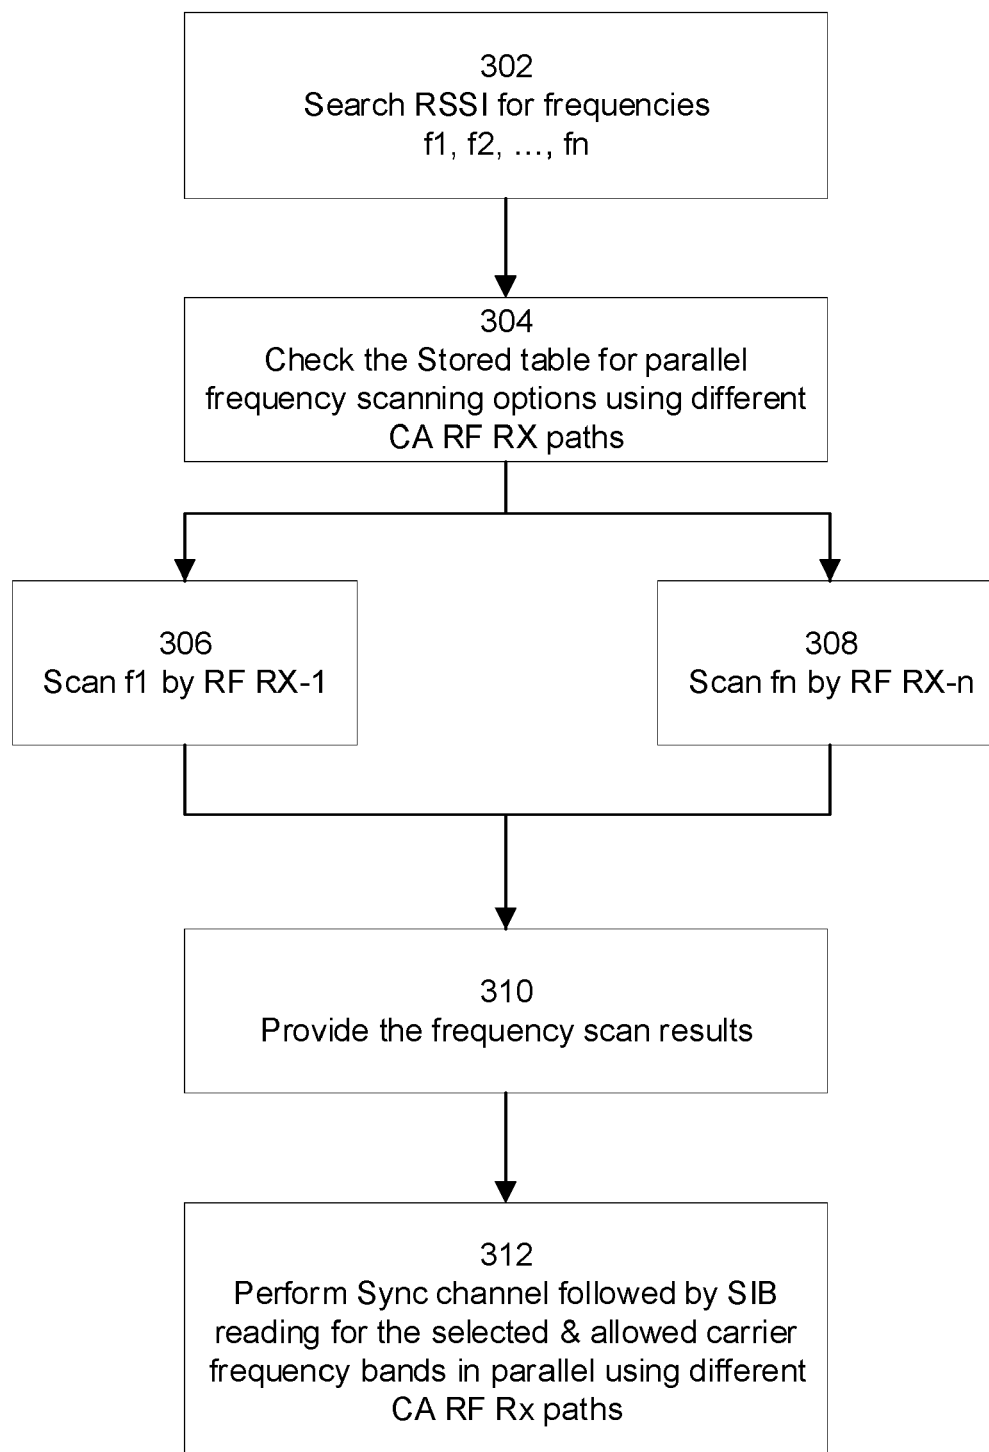 302
Search RSSI for frequencies
f1, f2, ..., fn
304
Check the Stored table for parallel
frequency scanning options using different
CA RF RX paths
306
Scan f1 by RF RX-1
308
Scan fn by RF RX-n
310
Provide the frequency scan results
312
Perform Sync channel followed by SIB
reading for the selected & allowed carrier
frequency bands in parallel using different
CA RF Rx paths